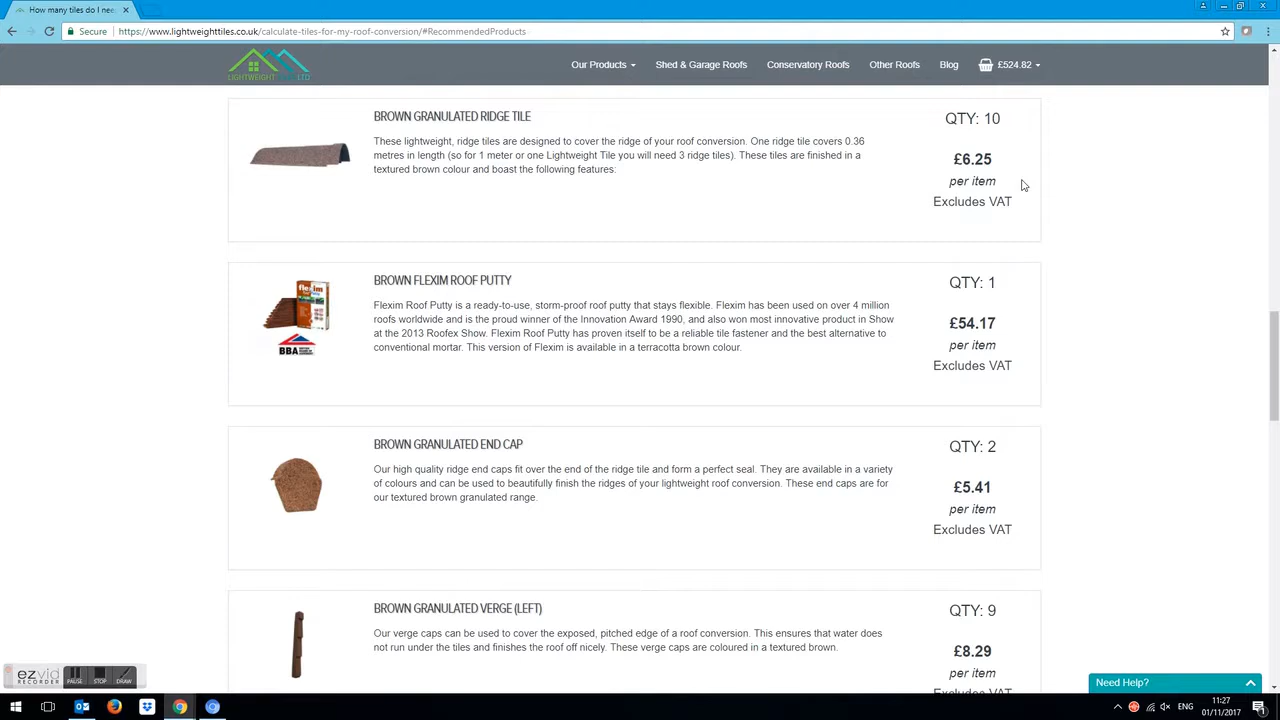 How many tiles do I nee
Secure
https://www.lightweighttiles.co.uk/calculate-tiles-for-my-roof-conversion/#RecommendedProducts
Our Products
Shed & Garage Roofs
Conservatory Roofs
Other Roofs
Blog
£524.82
BROWN GRANULATED RIDGE TILE
These lightweight, ridge tiles are designed to cover the ridge of your roof conversion. One ridge tile covers 0.36
metres in length (so for 1 meter or one Lightweight Tile you will need 3 ridge tiles). These tiles are finished in a
textured brown colour and boast the following features:
QTY: 10
£6.25
per item
Excludes VAT
BROWN FLEXIM ROOF PUTTY
Flexim Roof Putty is a ready-to-use, storm-proof roof putty that stays flexible. Flexim has been used on over 4 million
roofs worldwide and is the proud winner of the Innovation Award 1990, and also won most innovative product in Show
at the 2013 Roofex Show. Flexim Roof Putty has proven itself to be a reliable tile fastener and the best alternative to
conventional mortar. This version of Flexim is available in a terracotta brown colour.
flexim
BBA
QTY: 1
£54.17
per item
Excludes VAT
BROWN GRANULATED END CAP
Our high quality ridge end caps fit over the end of the ridge tile and form a perfect seal. They are available in a variety
of colours and can be used to beautifully finish the ridges of your lightweight roof conversion. These end caps are for
our textured brown granulated range.
QTY: 2
£5.41
per item
Excludes VAT
BROWN GRANULATED VERGE (LEFT)
Our verge caps can be used to cover the exposed, pitched edge of a roof conversion. This ensures that water does
not run under the tiles and finishes the roof off nicely. These verge caps are coloured in a textured brown.
QTY: 9
£8.29
per item
Excludes VAT
ezvid
RECORDER
PAUSE
STOP
DRAW
Need Help?
ENG
11:27
01/11/2017